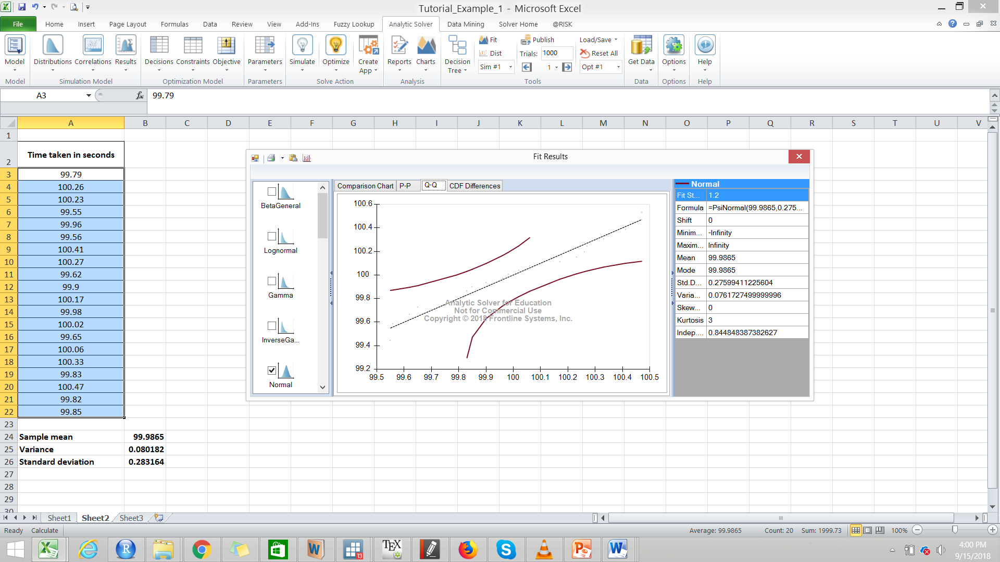 Tutorial_Example_1 - Microsoft Excel
File Home Insert Page Layout Formulas Data Review View Add-Ins Fuzzy Lookup Analytic Solver Data Mining Solver Home @RISK
Model Distributions Correlations Results Decisions Constraints Objective Parameters Simulate Optimize Create App Reports Charts Decision Tree
Fit Publish Load/Save
Dist Trials: 1000 Reset All
Sim #1 1 Opt #1
Get Data Options Help
Model Simulation Model Optimization Model Parameters Solve Action Analysis Tools Data Options Help
A3 fx 99.79
A B C D E F G H I J K L M N O P Q R S T U V
1
2 Time taken in seconds
3 99.79
4 100.26
5 100.23
6 99.55
7 99.96
8 99.56
9 100.41
10 100.27
11 99.62
12 99.9
13 100.17
14 99.98
15 100.02
16 99.65
17 100.06
18 100.33
19 99.83
20 100.47
21 99.82
22 99.85
23
24 Sample mean 99.9865
25 Variance 0.080182
26 Standard deviation 0.283164
27
28
29
30
Fit Results
BetaGeneral
Lognormal
Gamma
InverseGa...
Normal
Comparison Chart P-P Q-Q CDF Differences
100.6
100.4
100.2
100
99.8
99.6
99.4
99.2
99.5 99.6 99.7 99.8 99.9 100 100.1 100.2 100.3 100.4 100.5
Analytic Solver for Education
Not for Commercial Use
Copyright © 2018 Frontline Systems, Inc.
Normal
Fit St... 1.2
Formula =PsiNormal(99.9865,0.275...
Shift 0
Minim... -Infinity
Maxim... Infinity
Mean 99.9865
Mode 99.9865
Std.D... 0.27599411225604
Varia... 0.0761727499999996
Skew... 0
Kurtosis 3
Indep.... 0.844848387382627
Sheet1 Sheet2 Sheet3
Ready Calculate Average: 99.9865 Count: 20 Sum: 1999.73 100%
13 TEX
4:00 PM
9/15/2018